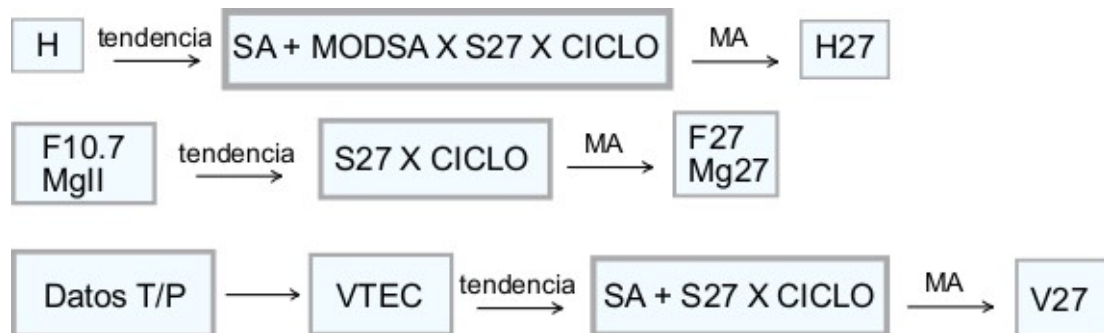 H tendencia SA + MODSA X S27 X CICLO MA H27
F10.7
MgII
tendencia S27 X CICLO MA
F27
Mg27
Datos T/P VTEC tendencia SA + S27 X CICLO MA V27